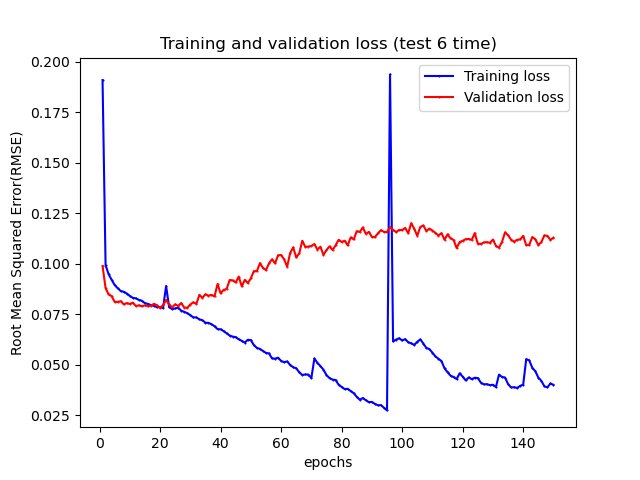 Training and validation loss (test 6 time)
Training loss
Validation loss
Root Mean Squared Error(RMSE)
0.200
0.175
0.150
0.125
0.100
0.075
0.050
0.025
0 20 40 60 80 100 120 140
epochs